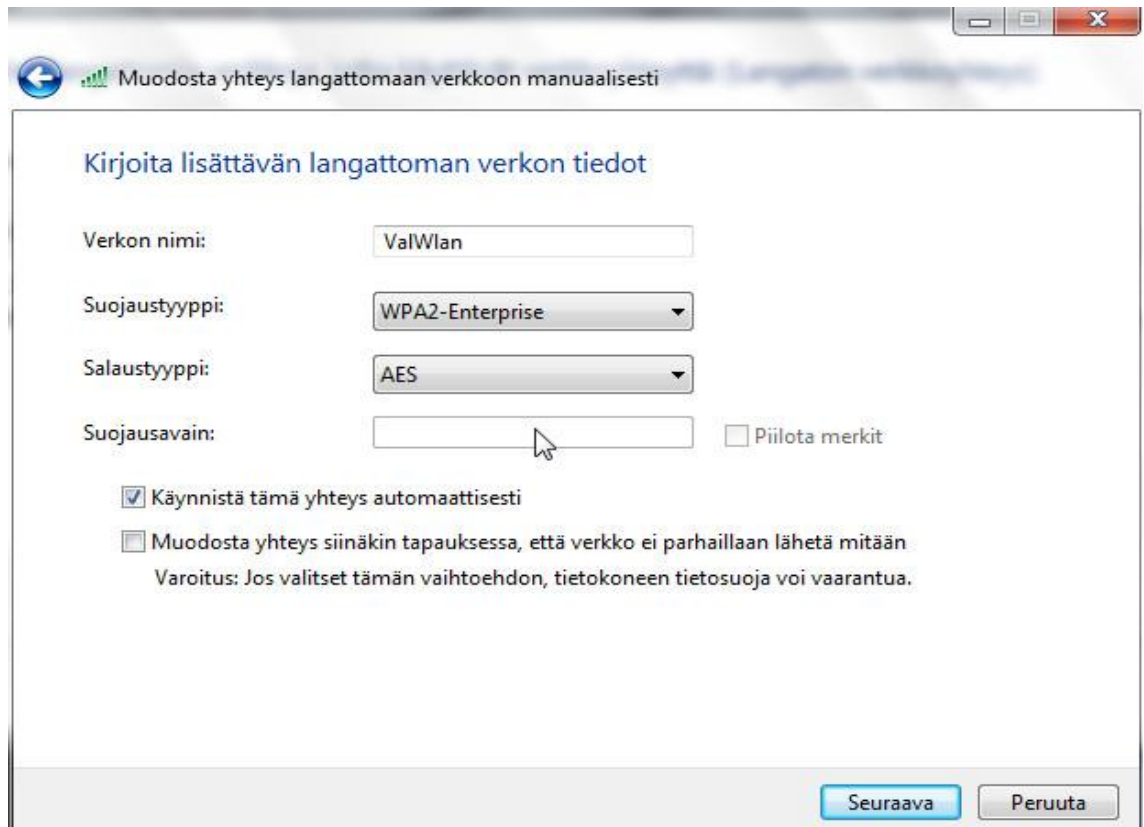 Muodosta yhteys langattomaan verkkoon manuaalisesti
Kirjoita lisättävän langattoman verkon tiedot
Verkon nimi: ValWlan
Suojaustyyppi: WPA2-Enterprise
Salaustyyppi: AES
Suojausavain: Piilota merkit
Käynnistä tämä yhteys automaattisesti
Muodosta yhteys siinäkin tapauksessa, että verkko ei parhaillaan lähetä mitään
Varoitus: Jos valitset tämän vaihtoehdon, tietokoneen tietosuoja voi vaarantua.
Seuraava Peruuta